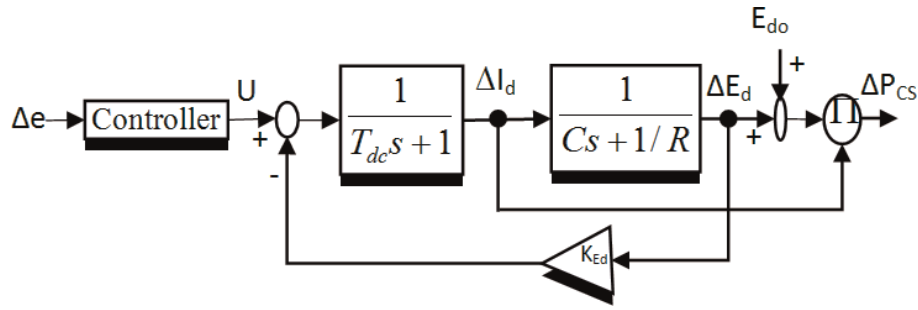 E_do
+
Δe
Controller
U
+
-
1
T_dc s + 1
ΔI_d
1
Cs + 1/R
ΔE_d
+
Π
ΔP_CS
K_Ed